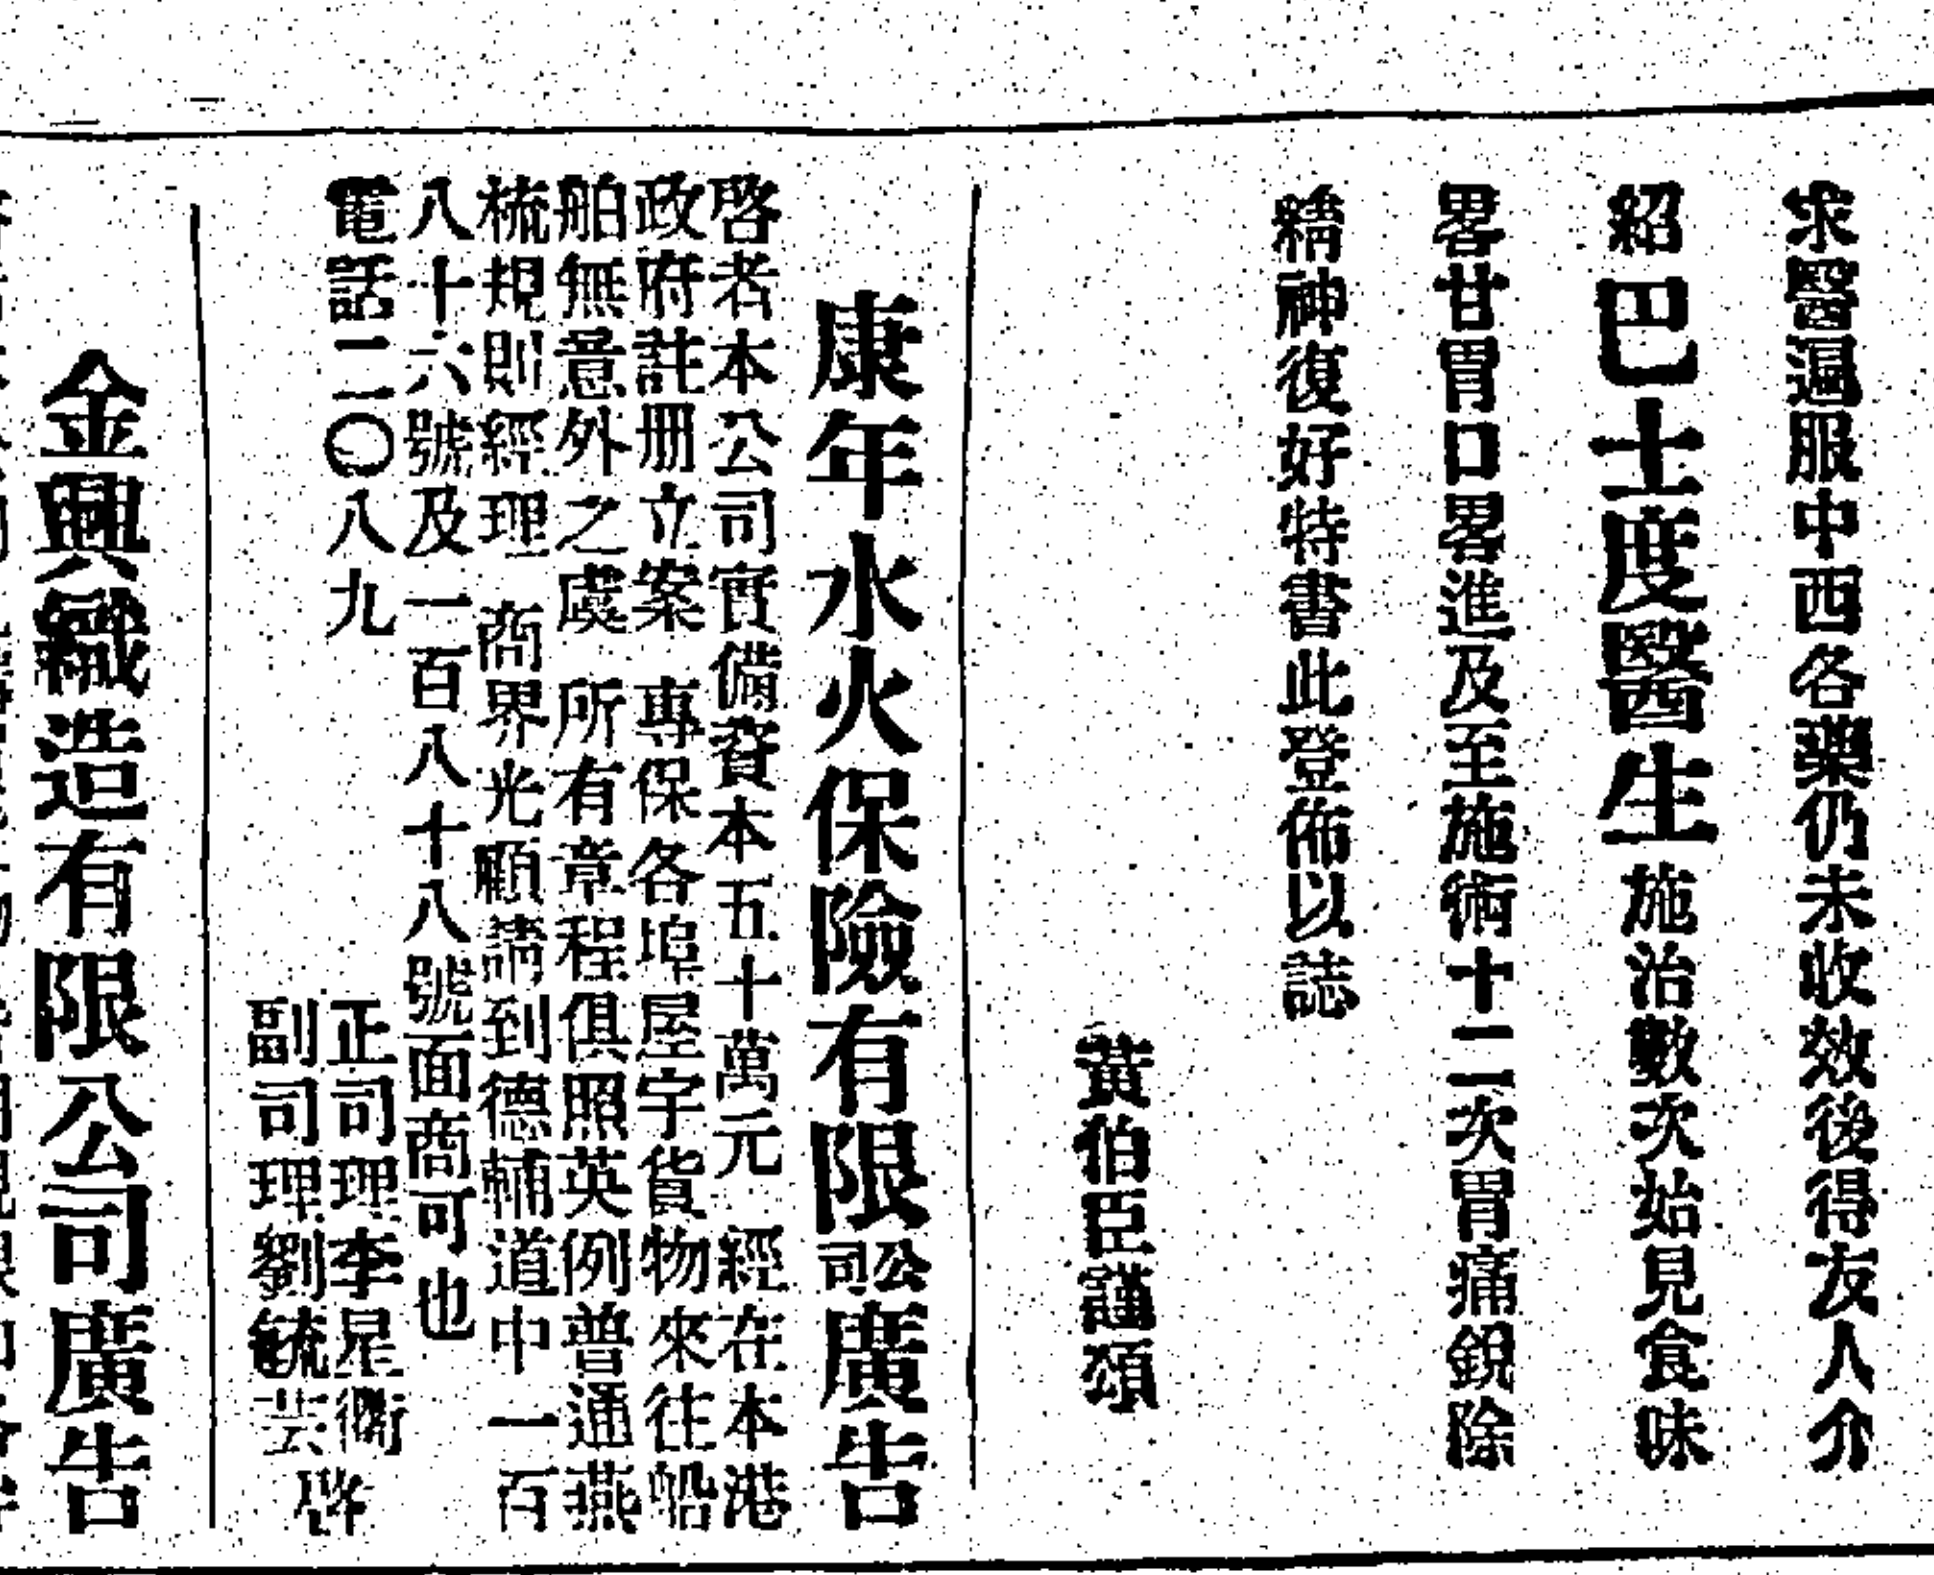 求醫遍服中西各藥仍未收效後得友人介
紹巴士度醫生施治數次始見食味
畧甘胃口畧進及至施術十二次胃痛銳除
精神復好特書此登佈以誌
黃伯臣謹頌
康年水火保險有限公司廣告
啓者本公司實備資本五十萬元 經在本港
政府註册立案 專保各埠屋宇貨物來往船
舶無意外之虞 所有章程俱照英例普通燕
梳規則經理 商界光顧請到德輔道中一百
八十六號及一百八十八號面商可也
電話二二〇八九
正司理李星衢
副司理劉毓芸 啓
金興織造有限公司廣告